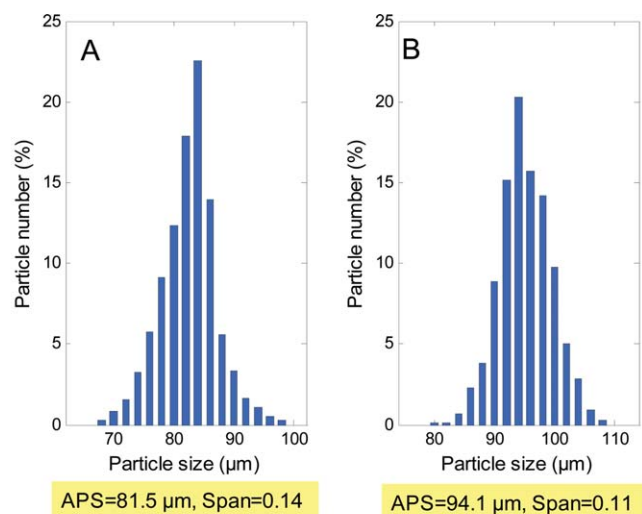 A
25
20
15
10
5
0
Particle number (%)
70 80 90 100
Particle size (µm)
APS=81.5 µm, Span=0.14
B
25
20
15
10
5
0
Particle number (%)
80 90 100 110
Particle size (µm)
APS=94.1 µm, Span=0.11